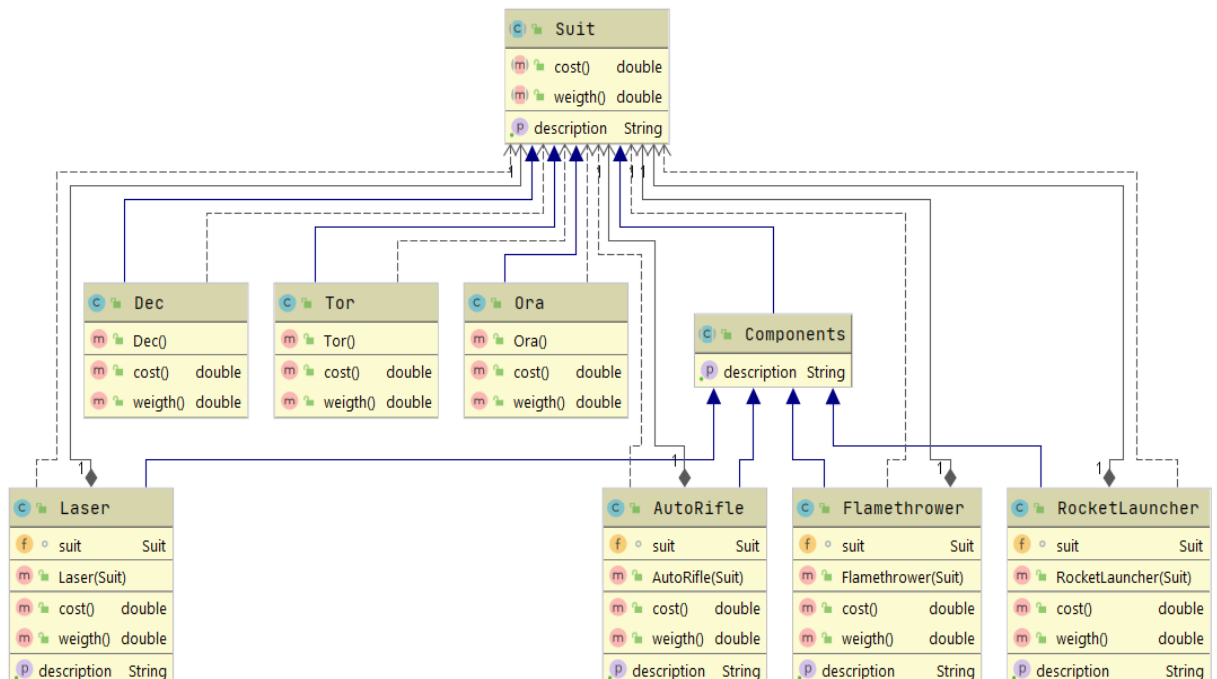 Suit
cost() double
weigth() double
description String
1 1 1 1
Dec
Dec()
cost() double
weigth() double
Tor
Tor()
cost() double
weigth() double
Ora
Ora()
cost() double
weigth() double
Components
description String
1
Laser
suit Suit
Laser(Suit)
cost() double
weigth() double
description String
1
AutoRifle
suit Suit
AutoRifle(Suit)
cost() double
weigth() double
description String
1
Flamethrower
suit Suit
Flamethrower(Suit)
cost() double
weigth() double
description String
1
RocketLauncher
suit Suit
RocketLauncher(Suit)
cost() double
weigth() double
description String